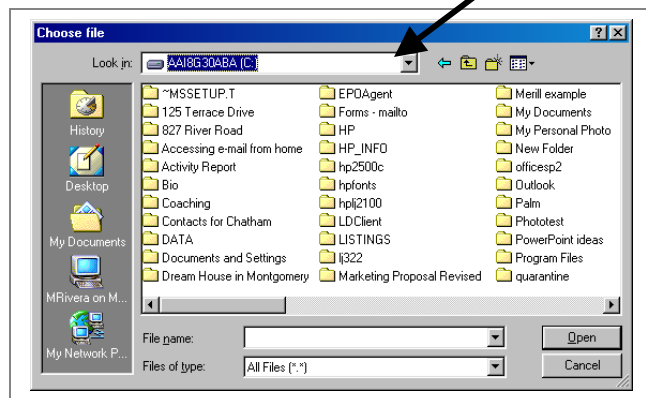 Choose file
Look in: AAI8G30ABA (C:)
~MSSETUP.T EPOAgent Merill example
125 Terrace Drive Forms - mailto My Documents
827 River Road HP My Personal Photo
Accessing e-mail from home HP_INFO New Folder
Activity Report hp2500c officesp2
Bio hpfonts Outlook
Coaching hplj2100 Palm
Contacts for Chatham LDClient Phototest
DATA LISTINGS PowerPoint ideas
Documents and Settings lj322 Program Files
Dream House in Montgomery Marketing Proposal Revised quarantine
History
Desktop
My Documents
MRivera on M...
My Network P...
File name: Open
Files of type: All Files (*.*) Cancel